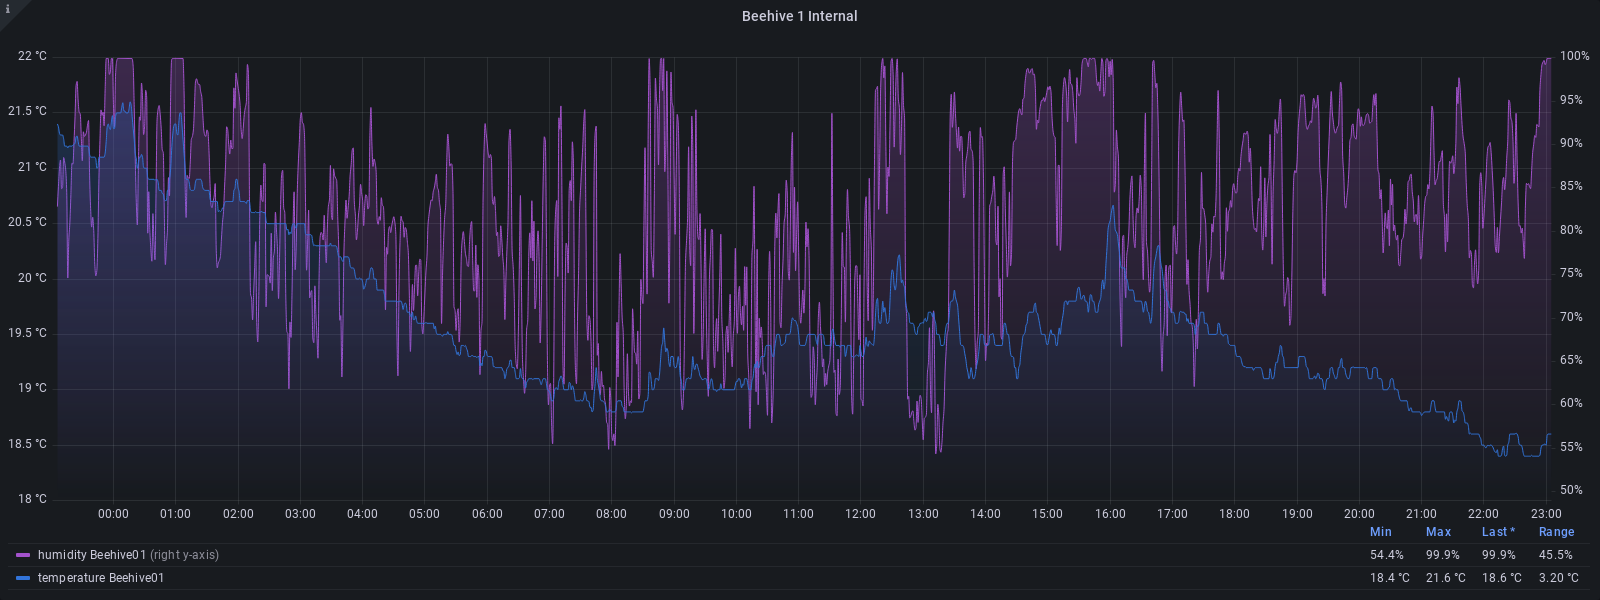 i
Beehive 1 Internal
22 °C 100%
21.5 °C 95%
21 °C 90%
20.5 °C 85%
20 °C 80%
19.5 °C 75%
19 °C 70%
18.5 °C 65%
18 °C 60%
55%
50%
00:00 01:00 02:00 03:00 04:00 05:00 06:00 07:00 08:00 09:00 10:00 11:00 12:00 13:00 14:00 15:00 16:00 17:00 18:00 19:00 20:00 21:00 22:00 23:00
Min Max Last * Range
humidity Beehive01 (right y-axis) 54.4% 99.9% 99.9% 45.5%
temperature Beehive01 18.4 °C 21.6 °C 18.6 °C 3.20 °C